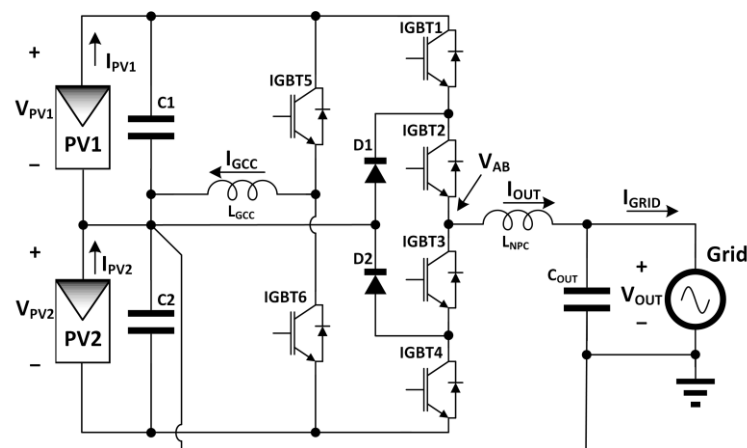 IGBT1
+
I_PV1
IGBT5
V_PV1
C1
PV1
−
IGBT2
D1
V_AB
I_GCC
I_OUT
I_GRID
L_GCC
L_NPC
+
I_PV2
IGBT3
Grid
D2
C_OUT
+
V_PV2
C2
IGBT6
V_OUT
PV2
−
−
IGBT4